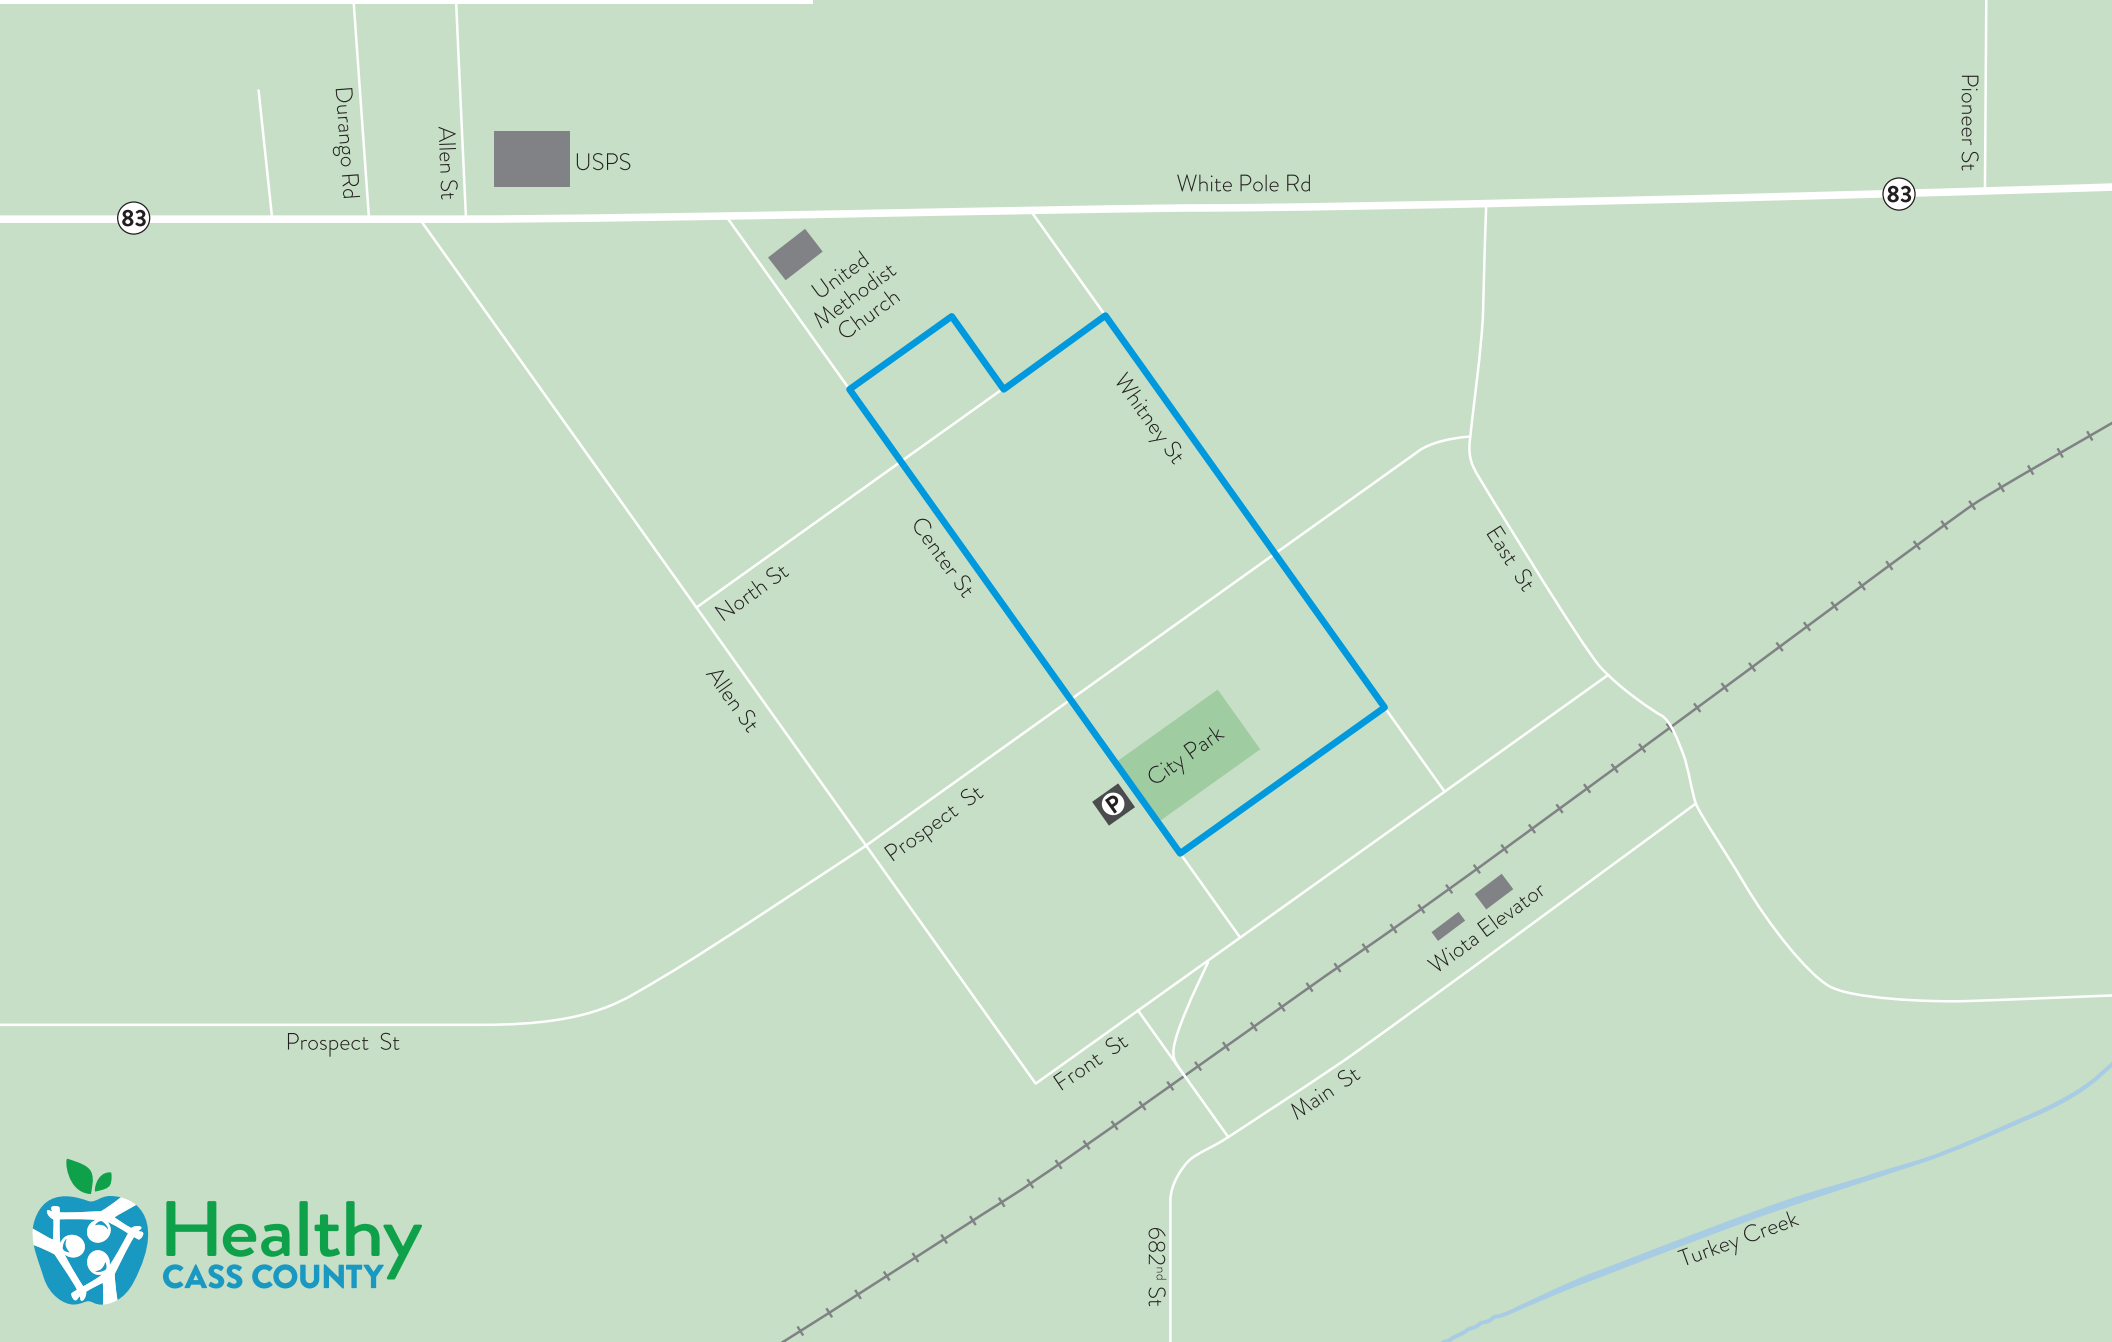 Durango Rd
Allen St
USPS
Pioneer St
White Pole Rd
83
83
United
Methodist
Church
Whitney St
Center St
East St
North St
Allen St
City Park
P
Prospect St
Wiota Elevator
Prospect St
Front St
Main St
682nd St
Turkey Creek
Healthy
CASS COUNTY